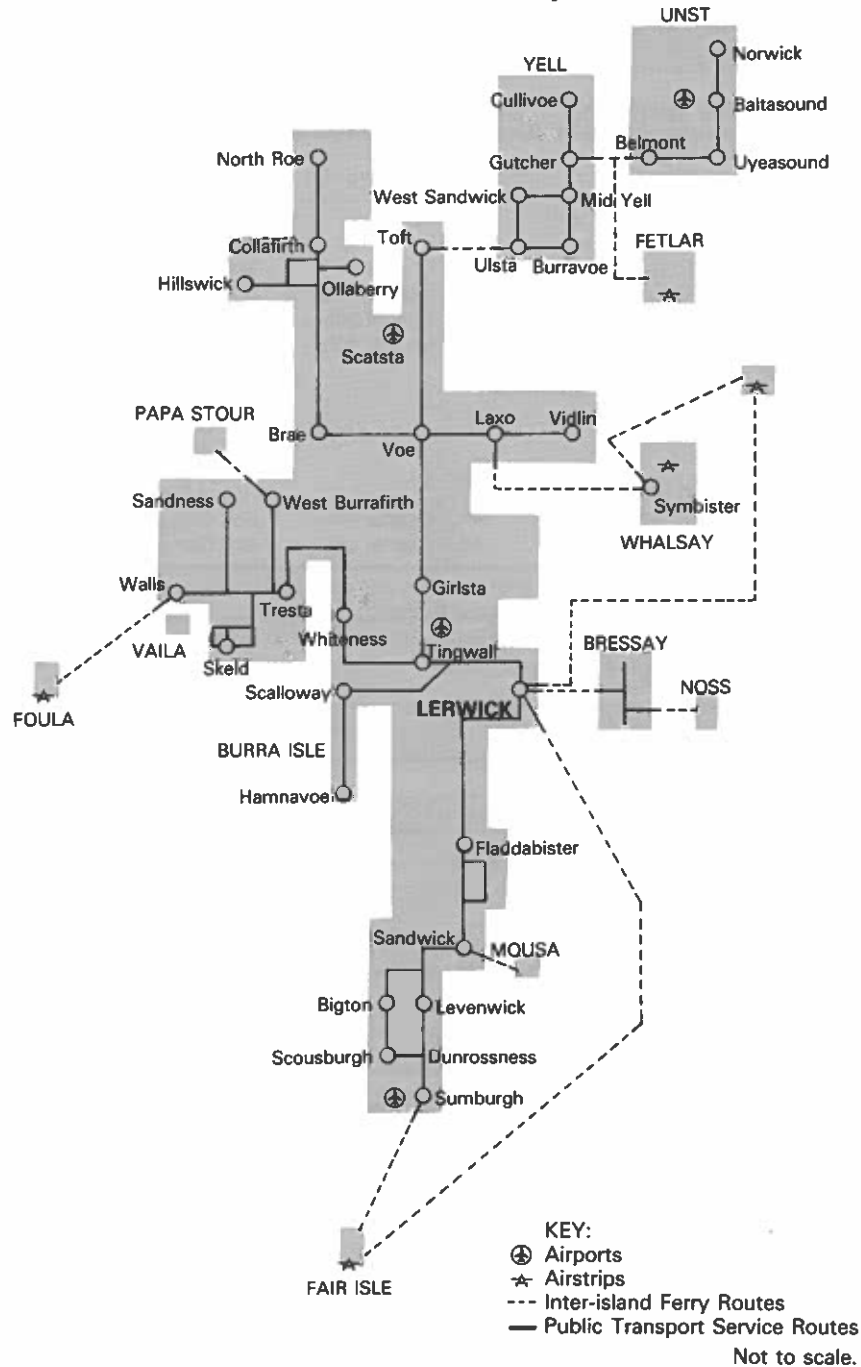 UNST
Norwick
YELL
Cullivoe
Baltasound
Belmont
North Roe
Gutcher
Uyeasound
West Sandwick
Mid Yell
Collafirth
Toft
FETLAR
Ulsta
Burravoe
Hillswick
Ollaberry
Scatsta
PAPA STOUR
Laxo
Vidlin
Brae
Voe
Sandness
West Burrafirth
Symbister
WHALSAY
Walls
Girlsta
Tresta
Whiteness
VAILA
Tingwall
BRESSAY
Skeld
NOSS
Scalloway
LERWICK
FOULA
BURRA ISLE
Hamnavoe
Fladdabister
Sandwick
MOUSA
Bigton
Levenwick
Scousburgh
Dunrossness
Sumburgh
KEY:
Airports
Airstrips
FAIR ISLE
Inter-island Ferry Routes
Public Transport Service Routes
Not to scale.